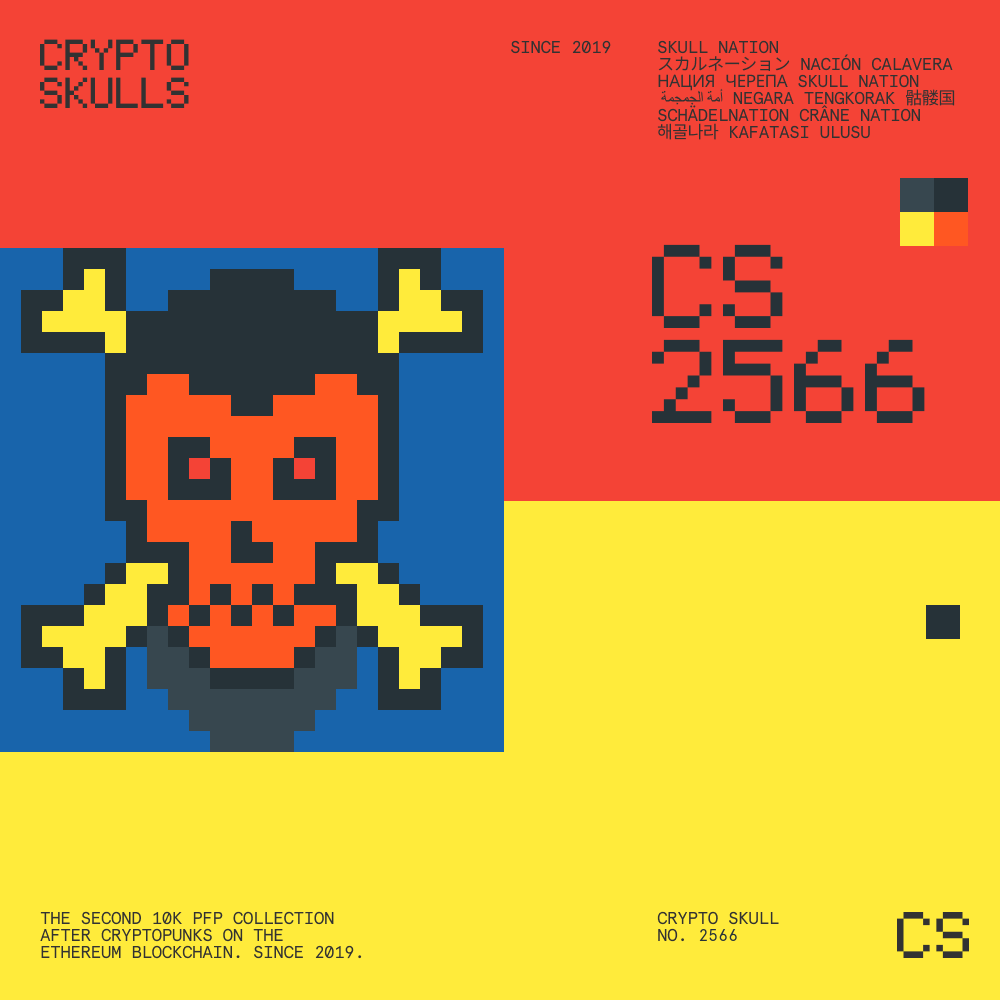 CRYPTO
SKULLS
SINCE 2019
SKULL NATION
スカルネーション NACIÓN CALAVERA
НАЦИЯ ЧЕРЕПА SKULL NATION
أمة الجمجمة NEGARA TENGKORAK 骷髅国
SCHÄDELNATION CRÂNE NATION
해골나라 KAFATASI ULUSU
CS
2566
THE SECOND 10K PFP COLLECTION
AFTER CRYPTOPUNKS ON THE
ETHEREUM BLOCKCHAIN. SINCE 2019.
CRYPTO SKULL
NO. 2566
CS